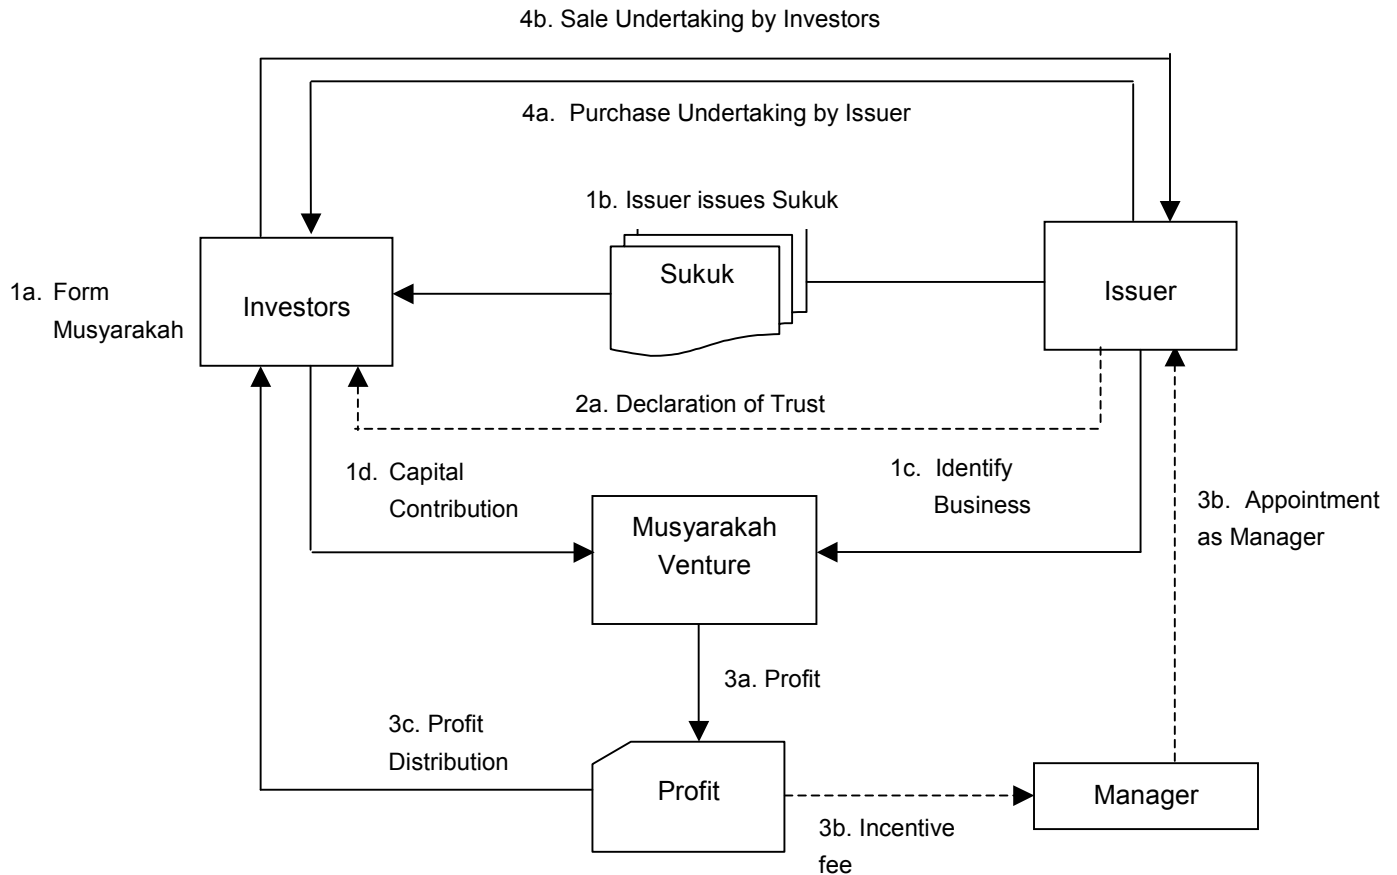 4b. Sale Undertaking by Investors
4a. Purchase Undertaking by Issuer
1b. Issuer issues Sukuk
Sukuk
1a. Form
Musyarakah
Investors
Issuer
2a. Declaration of Trust
1d. Capital
Contribution
1c. Identify
Business
Musyarakah
Venture
3b. Appointment
as Manager
3a. Profit
3c. Profit
Distribution
Profit
Manager
3b. Incentive
fee